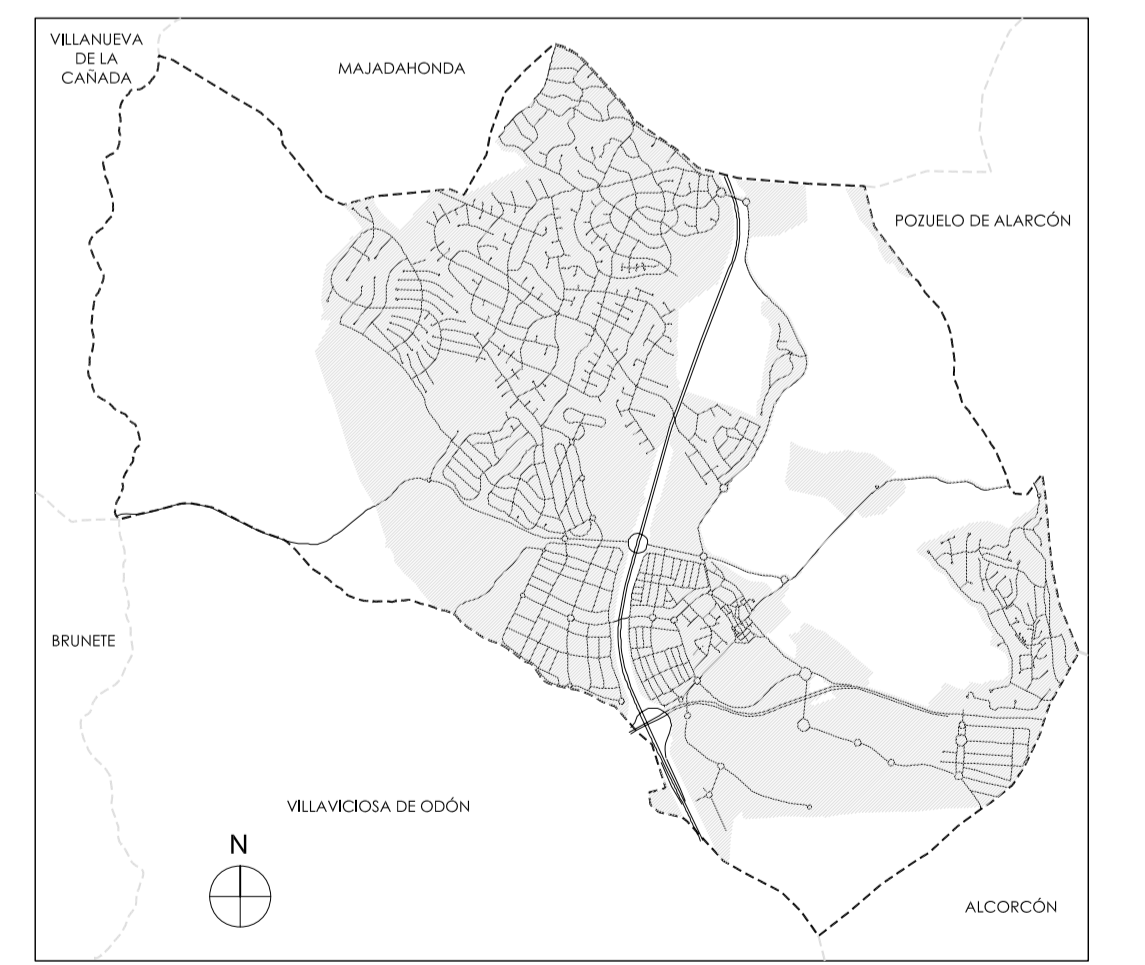 VILLANUEVA
DE LA
CAÑADA
MAJADAHONDA
POZUELO DE ALARCÓN
BRUNETE
VILLAVICIOSA DE ODÓN
N
ALCORCÓN